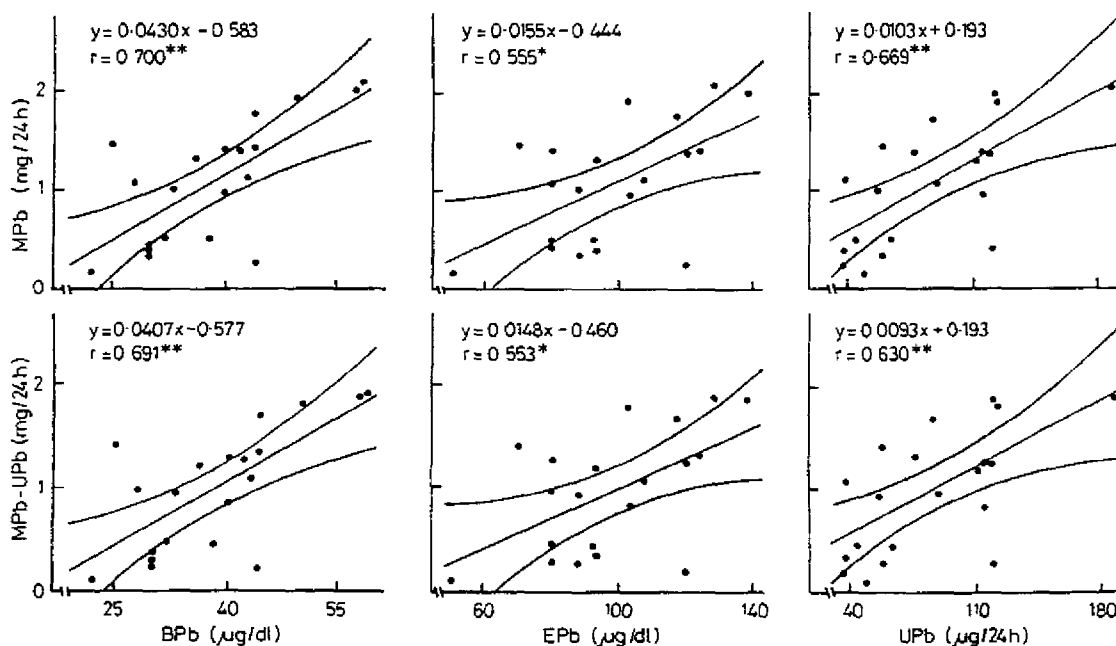 y=0·0430x-0·583
r=0 700**
y=0·0155x-0·444
r=0 555*
y=0·0103x+0·193
r=0·669**
MPb (mg/24h)
2
1
0
y=0·0407x-0·577
r=0 691**
y=0·0148x-0·460
r=0 553*
y=0·0093x+0·193
r=0 630**
MPb-UPb (mg/24h)
2
1
0
25 40 55
BPb (µg/dl)
60 100 140
EPb (µg/dl)
40 110 180
UPb (µg/24h)